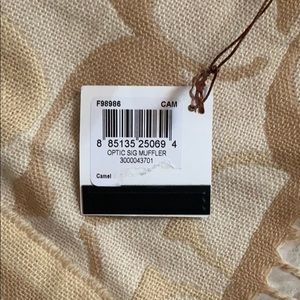 F98986 CAM
8 85135 25069 4
OPTIC SIG MUFFLER
3000043701
Camel